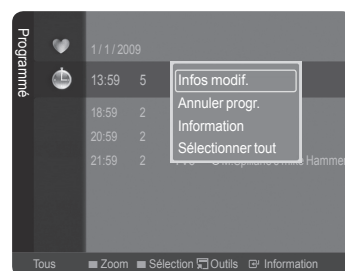 Programmé
1 / 1 / 2009
13:59 5
Infos modif.
Annuler progr.
Information
Sélectionner tout
18:59 2
20:59 2
21:59 2 Hammer
Tous Zoom Sélection Outils Information